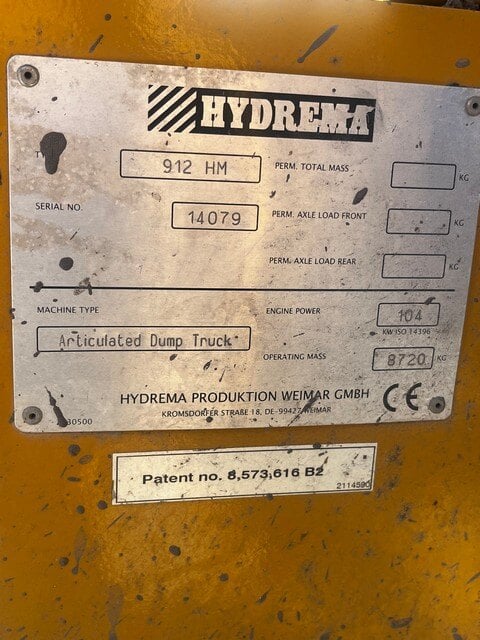 HYDREMA
912 HM PERM. TOTAL MASS KG
SERIAL NO. 14079 PERM. AXLE LOAD FRONT KG
PERM. AXLE LOAD REAR KG
MACHINE TYPE ENGINE POWER 104
KW ISO 14396
Articulated Dump Truck OPERATING MASS 8720 KG
HYDREMA PRODUKTION WEIMAR GMBH CE
KROMSDORFER STRAßE 18, DE-99427 WEIMAR
Patent no. 8,573,616 B2
2114590